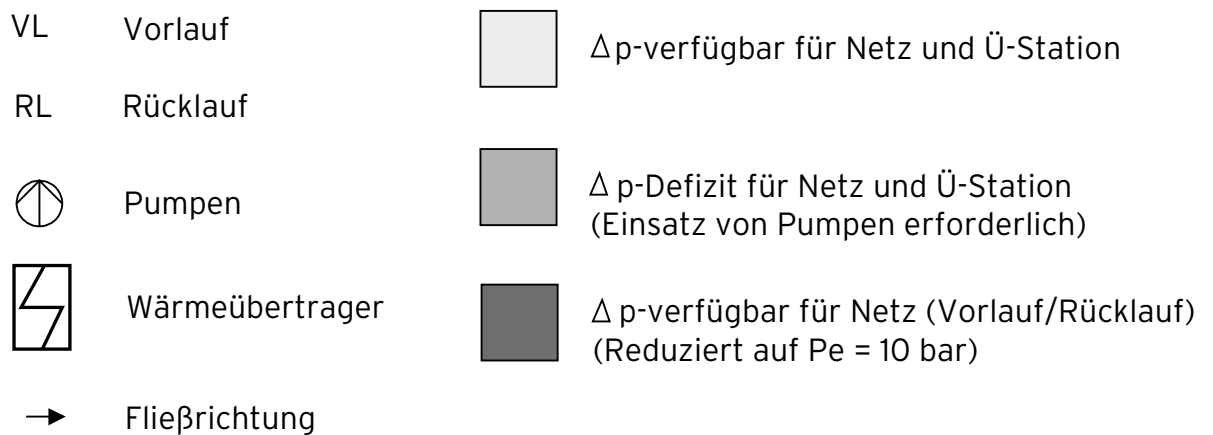 VL Vorlauf
RL Rücklauf
Pumpen
Wärmeübertrager
Fließrichtung
Δ p-verfügbar für Netz und Ü-Station
Δ p-Defizit für Netz und Ü-Station
(Einsatz von Pumpen erforderlich)
Δ p-verfügbar für Netz (Vorlauf/Rücklauf)
(Reduziert auf Pe = 10 bar)